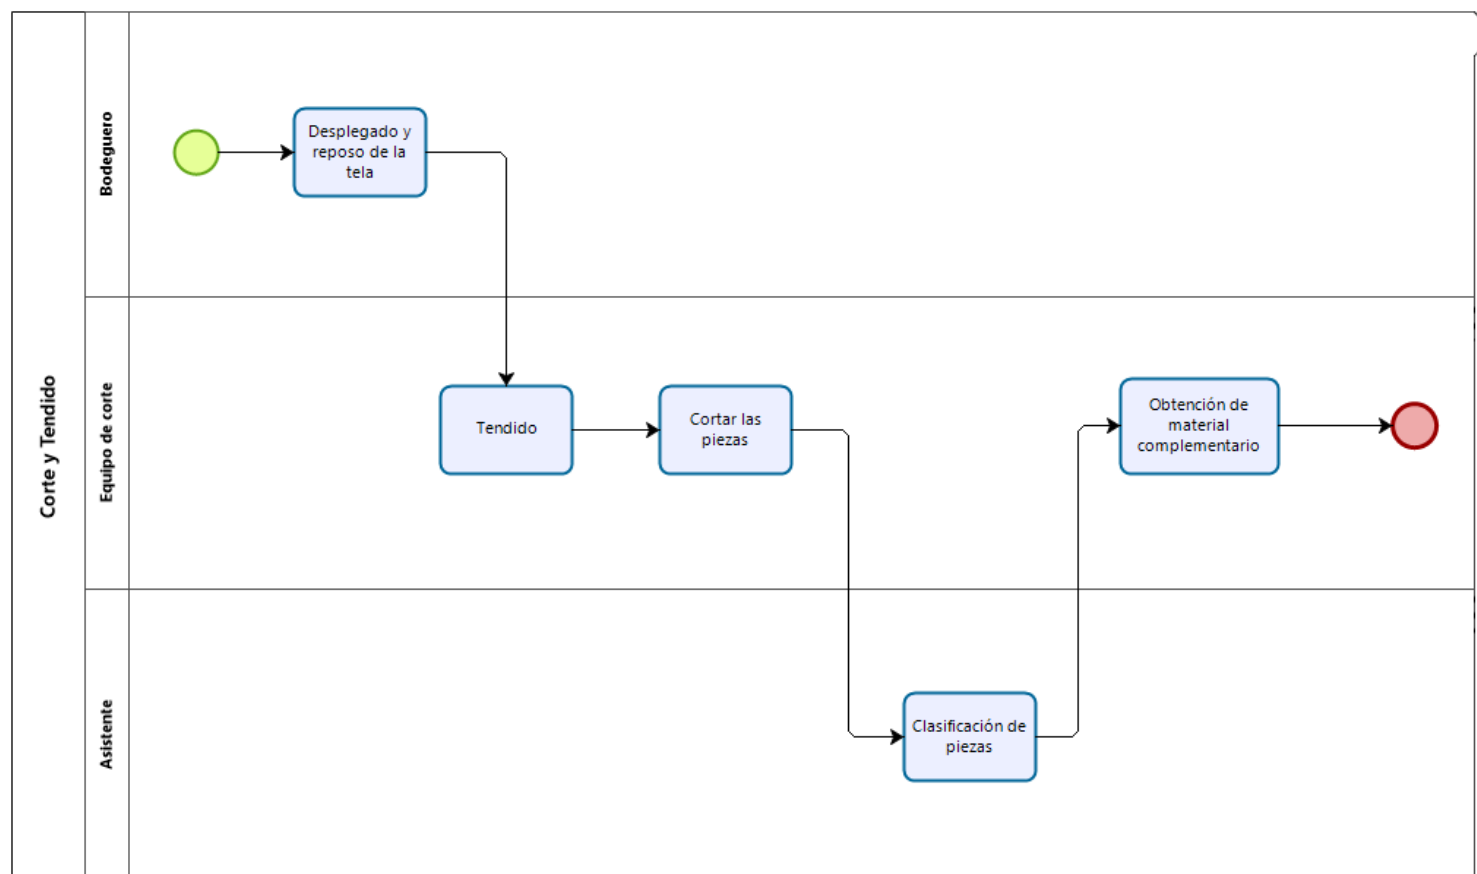 Corte y Tendido
Bodeguero
Desplegado y
reposo de la
tela
Equipo de corte
Tendido
Cortar las
piezas
Obtención de
material
complementario
Asistente
Clasificación de
piezas